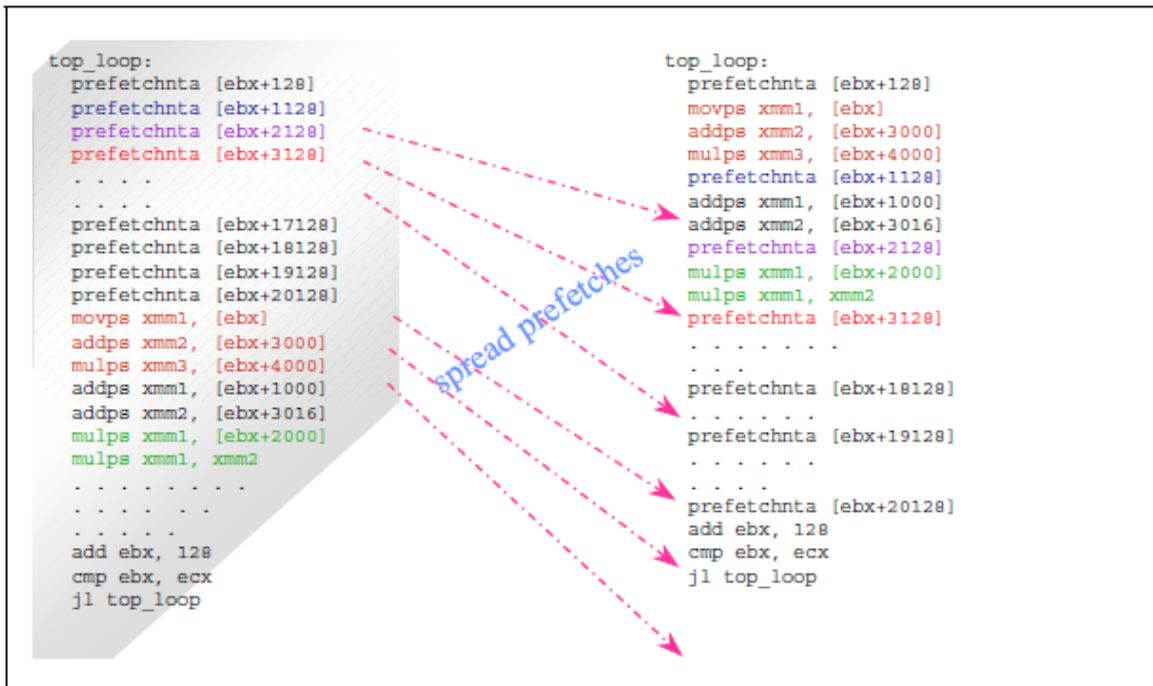 top_loop:
prefetchnta [ebx+128]
prefetchnta [ebx+1128]
prefetchnta [ebx+2128]
prefetchnta [ebx+3128]
. . . .
. . . .
prefetchnta [ebx+17128]
prefetchnta [ebx+18128]
prefetchnta [ebx+19128]
prefetchnta [ebx+20128]
movps xmm1, [ebx]
addps xmm2, [ebx+3000]
mulps xmm3, [ebx+4000]
addps xmm1, [ebx+1000]
addps xmm2, [ebx+3016]
mulps xmm1, [ebx+2000]
mulps xmm1, xmm2
. . . . . . . .
. . . . . .
. . . . .
add ebx, 128
cmp ebx, ecx
jl top_loop
spread prefetches
top_loop:
prefetchnta [ebx+128]
movps xmm1, [ebx]
addps xmm2, [ebx+3000]
mulps xmm3, [ebx+4000]
prefetchnta [ebx+1128]
addps xmm1, [ebx+1000]
addps xmm2, [ebx+3016]
prefetchnta [ebx+2128]
mulps xmm1, [ebx+2000]
mulps xmm1, xmm2
prefetchnta [ebx+3128]
. . . . . . .
. . .
prefetchnta [ebx+18128]
. . . . . .
prefetchnta [ebx+19128]
. . . . . .
. . . .
prefetchnta [ebx+20128]
add ebx, 128
cmp ebx, ecx
jl top_loop